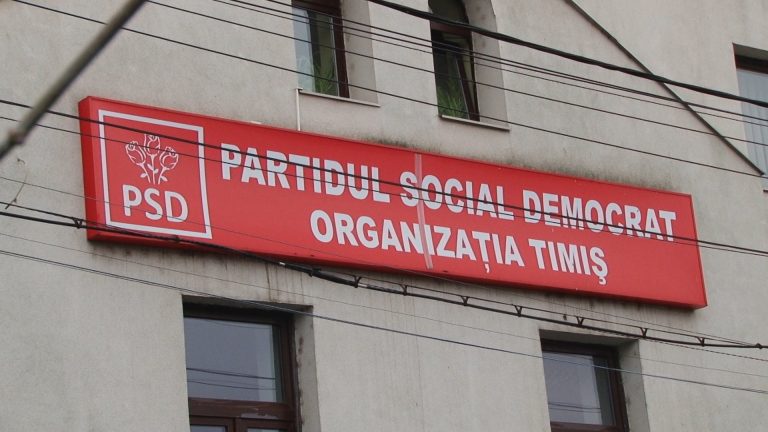 PSD
PARTIDUL SOCIAL DEMOCRAT
ORGANIZAȚIA TIMIȘ